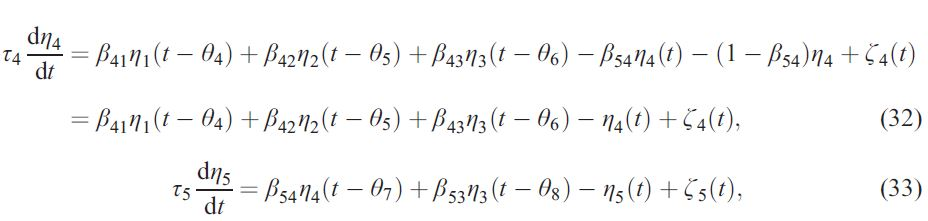 τ₄ dη₄/dt = β₄₁η₁(t − θ₄) + β₄₂η₂(t − θ₅) + β₄₃η₃(t − θ₆) − β₅₄η₄(t) − (1 − β₅₄)η₄ + ζ₄(t)
= β₄₁η₁(t − θ₄) + β₄₂η₂(t − θ₅) + β₄₃η₃(t − θ₆) − η₄(t) + ζ₄(t), (32)
τ₅ dη₅/dt = β₅₄η₄(t − θ₇) + β₅₃η₃(t − θ₈) − η₅(t) + ζ₅(t), (33)